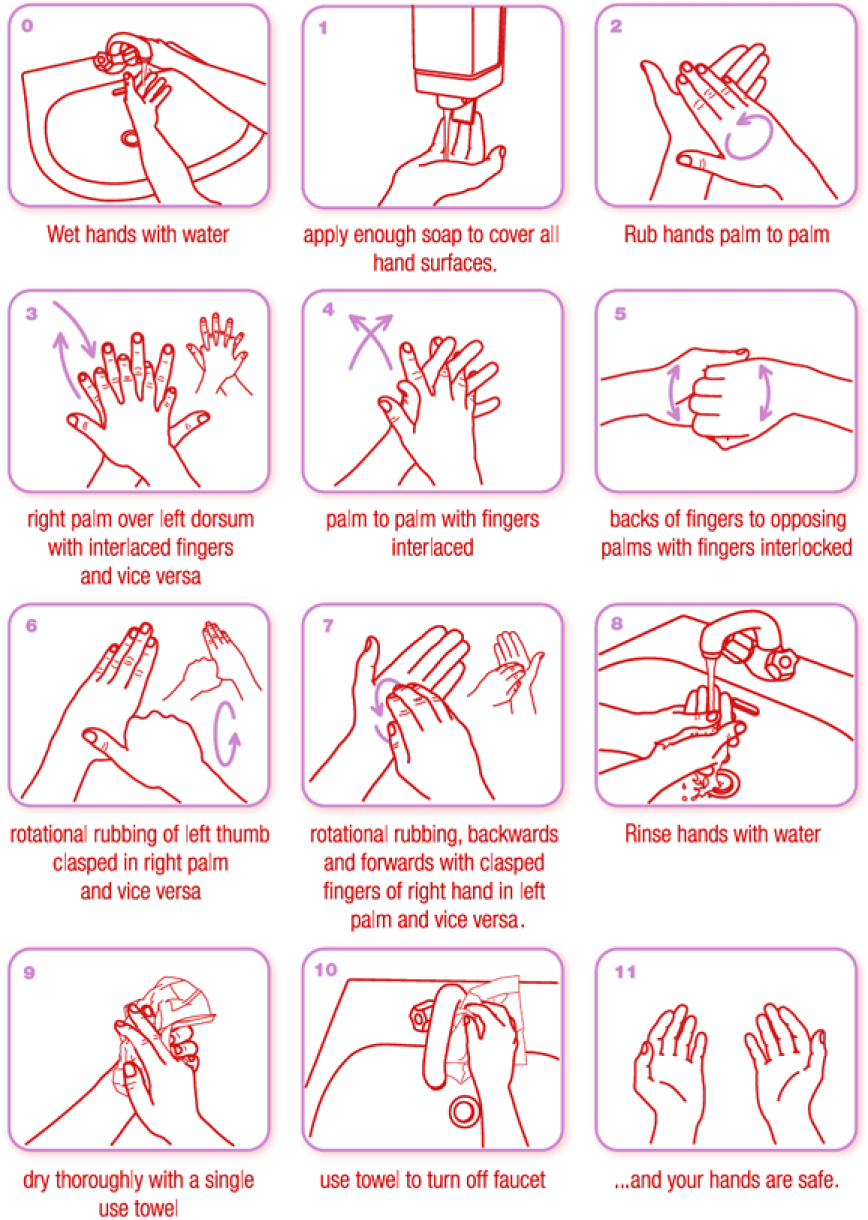 0
Wet hands with water
1
apply enough soap to cover all
hand surfaces.
2
Rub hands palm to palm
3
right palm over left dorsum
with interlaced fingers
and vice versa
4
palm to palm with fingers
interlaced
5
backs of fingers to opposing
palms with fingers interlocked
6
rotational rubbing of left thumb
clasped in right palm
and vice versa
7
rotational rubbing, backwards
and forwards with clasped
fingers of right hand in left
palm and vice versa.
8
Rinse hands with water
9
dry thoroughly with a single
use towel
10
use towel to turn off faucet
11
...and your hands are safe.